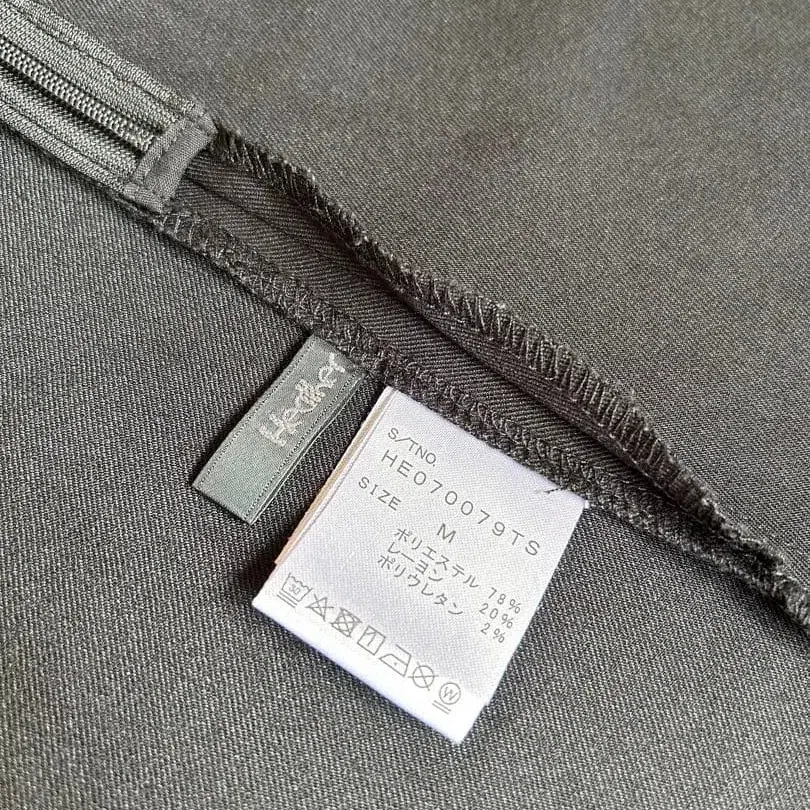 Heather
S/TNO.
HE070079TS
SIZE
M
ポリエステル 78%
レーヨン 20%
ポリウレタン 2%
30
W